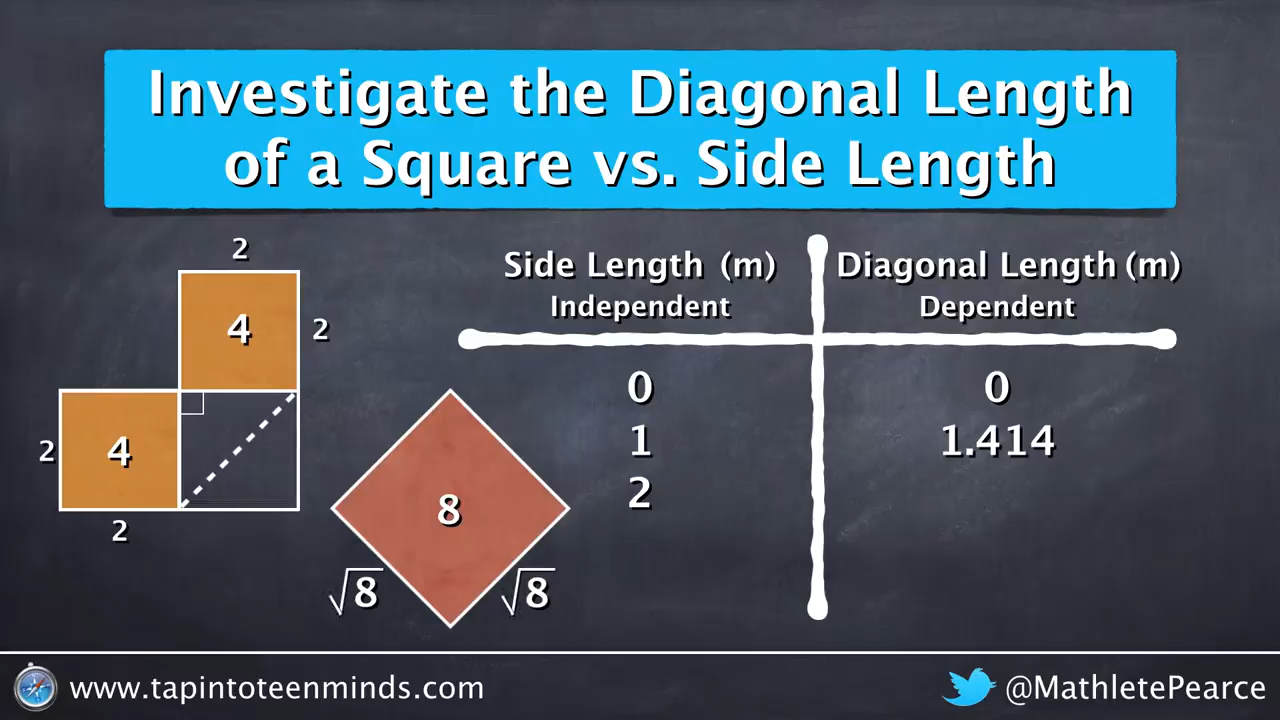 Investigate the Diagonal Length
of a Square vs. Side Length
2
4
2
2
4
2
8
√8
√8
Side Length (m)
Diagonal Length (m)
Independent
Dependent
0
0
1
1.414
2
www.tapintoteenminds.com
@MathletePearce